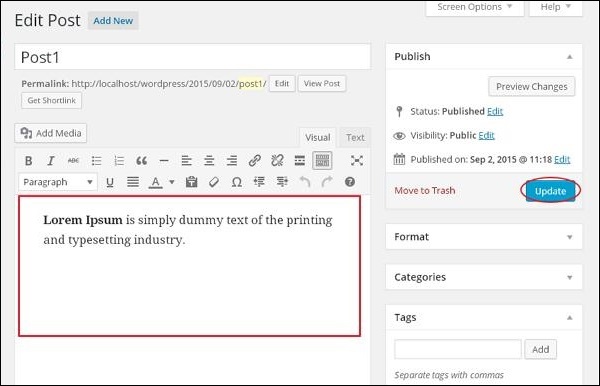 Edit Post Add New
Screen Options Help
Post1
Permalink: http://localhost/wordpress/2015/09/02/post1/ Edit View Post
Get Shortlink
Add Media
Visual Text
B I ABC
Paragraph U A Ω ?
Lorem Ipsum is simply dummy text of the printing
and typesetting industry.
Publish
Preview Changes
Status: Published Edit
Visibility: Public Edit
Published on: Sep 2, 2015 @ 11:18 Edit
Move to Trash Update
Format
Categories
Tags
Add
Separate tags with commas